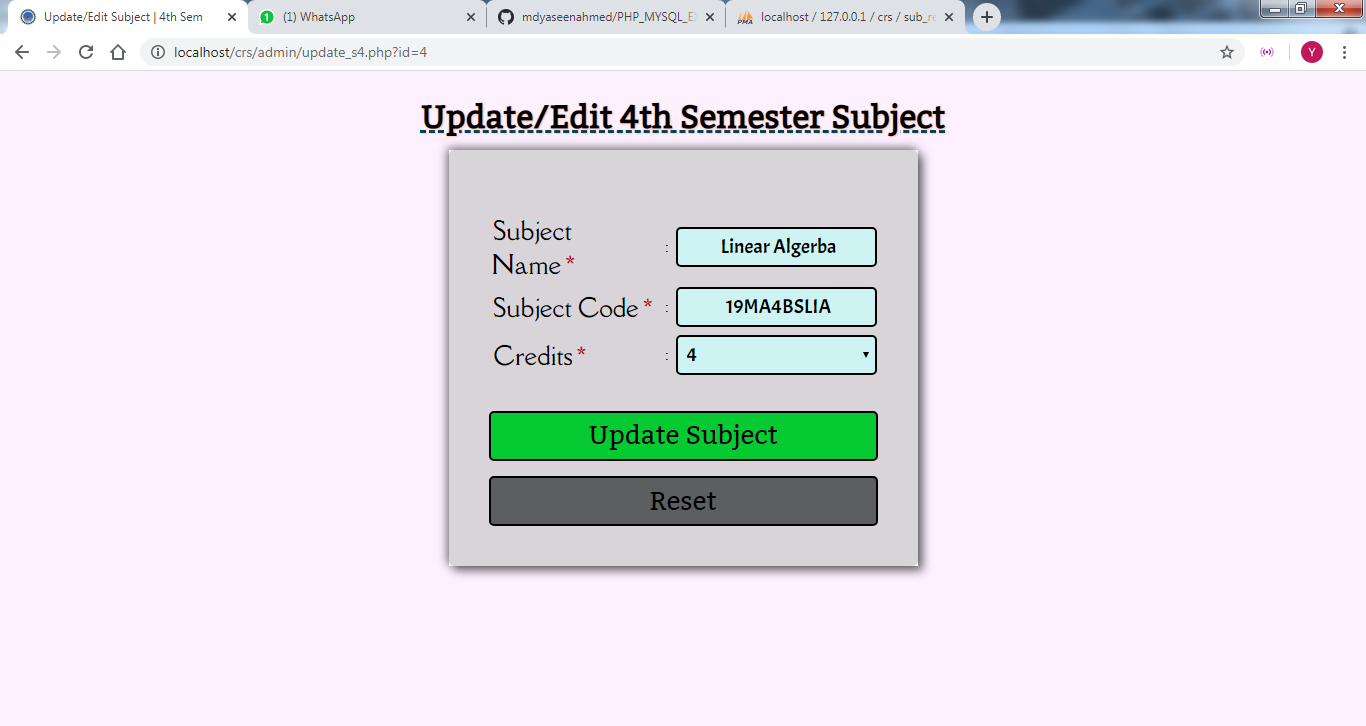 Update/Edit Subject | 4th Sem
(1) WhatsApp
mdyaseenahmed/PHP_MYSQL_E
localhost / 127.0.0.1 / crs / sub_re
localhost/crs/admin/update_s4.php?id=4
Y
Update/Edit 4th Semester Subject
Subject
Name * : Linear Algerba
Subject Code * : 19MA4BSLIA
Credits * : 4
Update Subject
Reset